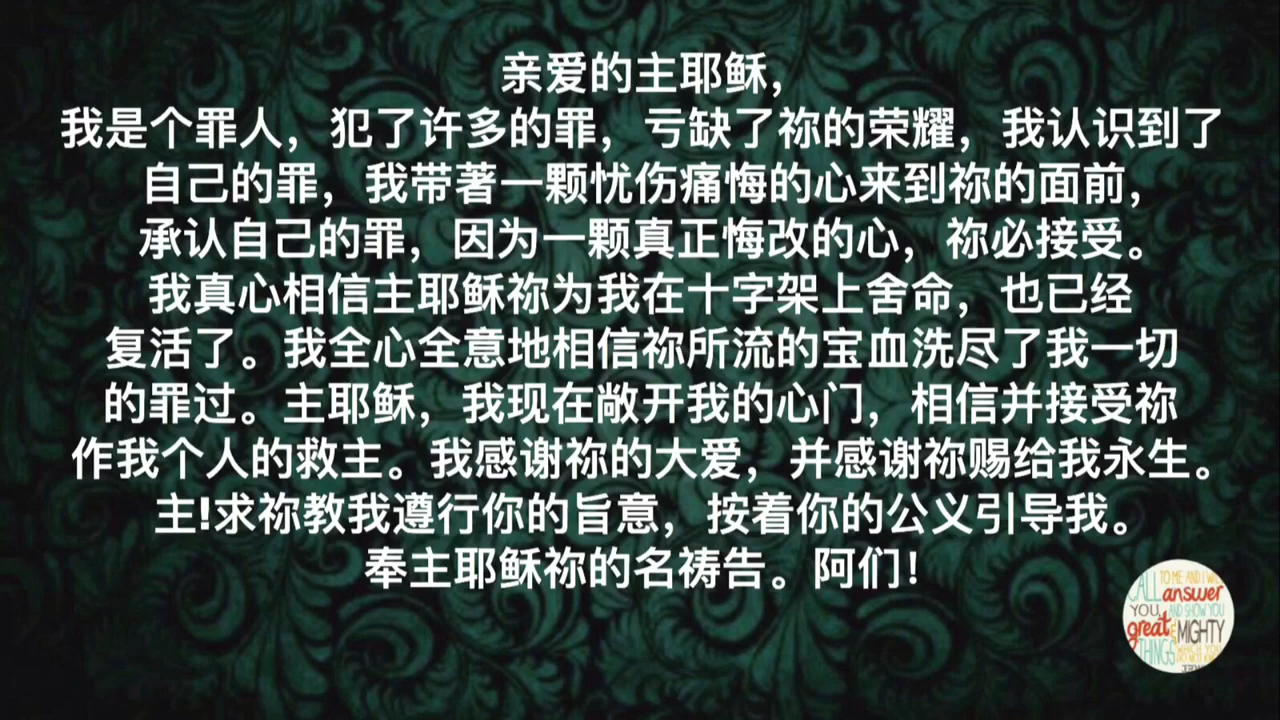 亲爱的主耶稣,
我是个罪人，犯了许多的罪，亏缺了祢的荣耀，我认识到了
自己的罪，我带著一颗忧伤痛悔的心来到祢的面前，
承认自己的罪，因为一颗真正悔改的心，祢必接受。
我真心相信主耶稣祢为我在十字架上舍命，也已经
复活了。我全心全意地相信祢所流的宝血洗尽了我一切
的罪过。主耶稣，我现在敞开我的心门，相信并接受祢
作我个人的救主。我感谢祢的大爱，并感谢祢赐给我永生。
主!求祢教我遵行你的旨意，按着你的公义引导我。
奉主耶稣祢的名祷告。阿们！
TO ME AND I WILL
CALL answer
YOU AND SHOW YOU
great & MIGHTY
THINGS